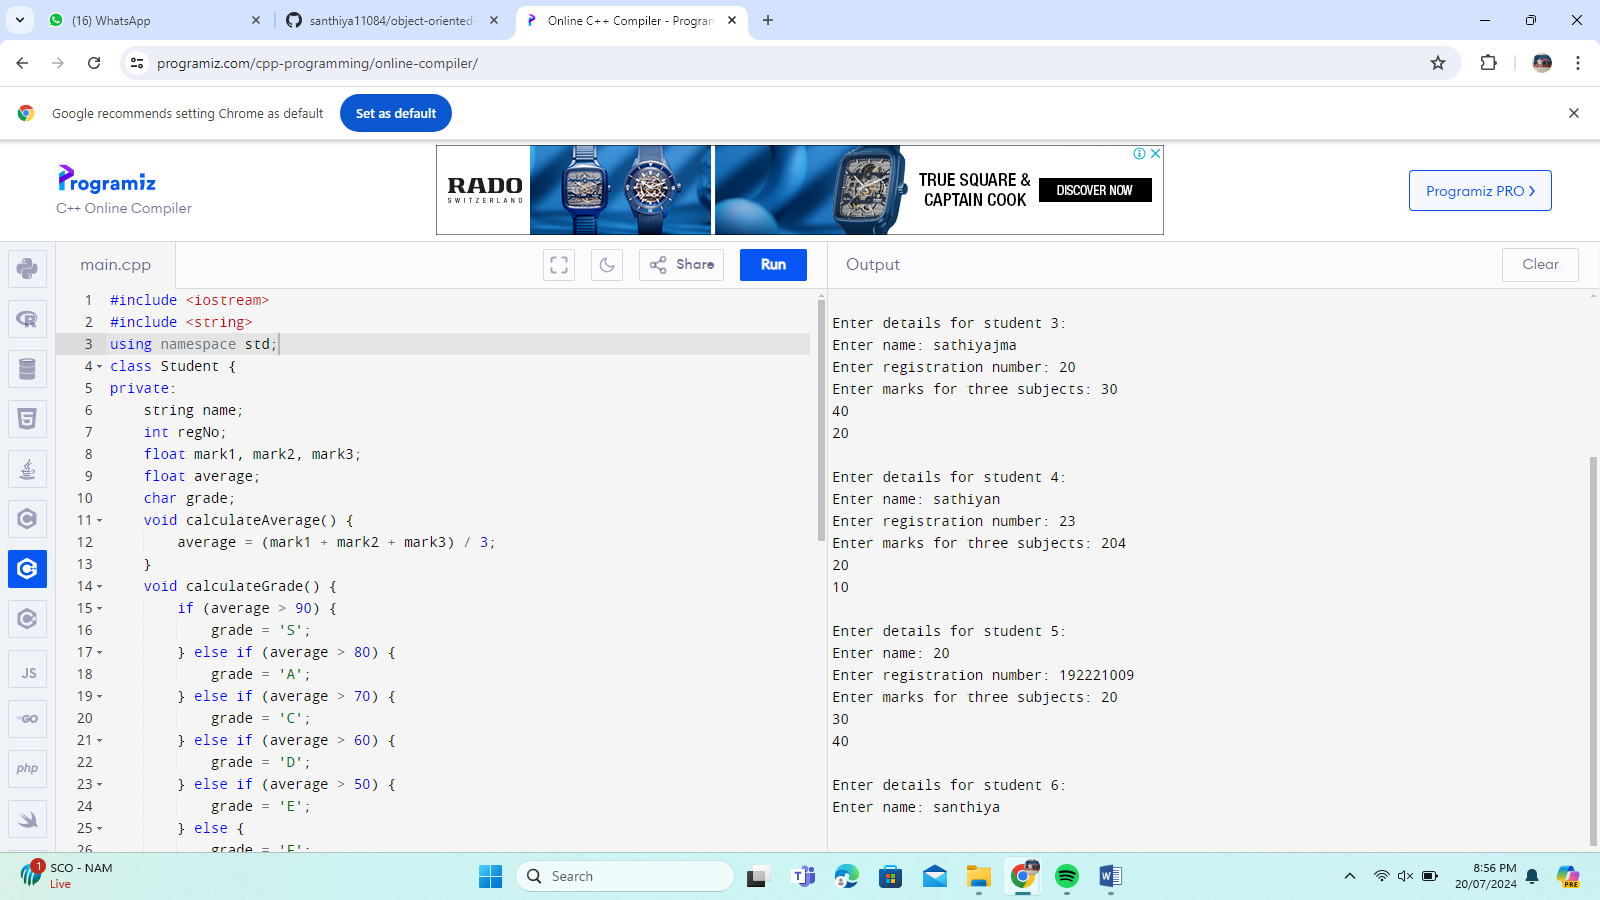 (16) WhatsApp
santhiya11084/object-oriented-
Online C++ Compiler - Program
programiz.com/cpp-programming/online-compiler/
Google recommends setting Chrome as default
Set as default
Programiz
C++ Online Compiler
RADO
SWITZERLAND
TRUE SQUARE &
CAPTAIN COOK
DISCOVER NOW
Programiz PRO
main.cpp
Share
Run
Output
Clear
1 #include <iostream>
2 #include <string>
3 using namespace std;
4 class Student {
5 private:
6     string name;
7     int regNo;
8     float mark1, mark2, mark3;
9     float average;
10     char grade;
11     void calculateAverage() {
12         average = (mark1 + mark2 + mark3) / 3;
13     }
14     void calculateGrade() {
15         if (average > 90) {
16             grade = 'S';
17         } else if (average > 80) {
18             grade = 'A';
19         } else if (average > 70) {
20             grade = 'C';
21         } else if (average > 60) {
22             grade = 'D';
23         } else if (average > 50) {
24             grade = 'E';
25         } else {
26             grade = 'F';
JS
GO
php
Enter details for student 3:
Enter name: sathiyajma
Enter registration number: 20
Enter marks for three subjects: 30
40
20
Enter details for student 4:
Enter name: sathiyan
Enter registration number: 23
Enter marks for three subjects: 204
20
10
Enter details for student 5:
Enter name: 20
Enter registration number: 192221009
Enter marks for three subjects: 20
30
40
Enter details for student 6:
Enter name: santhiya
1
SCO - NAM
Live
Search
8:56 PM
20/07/2024
PRE